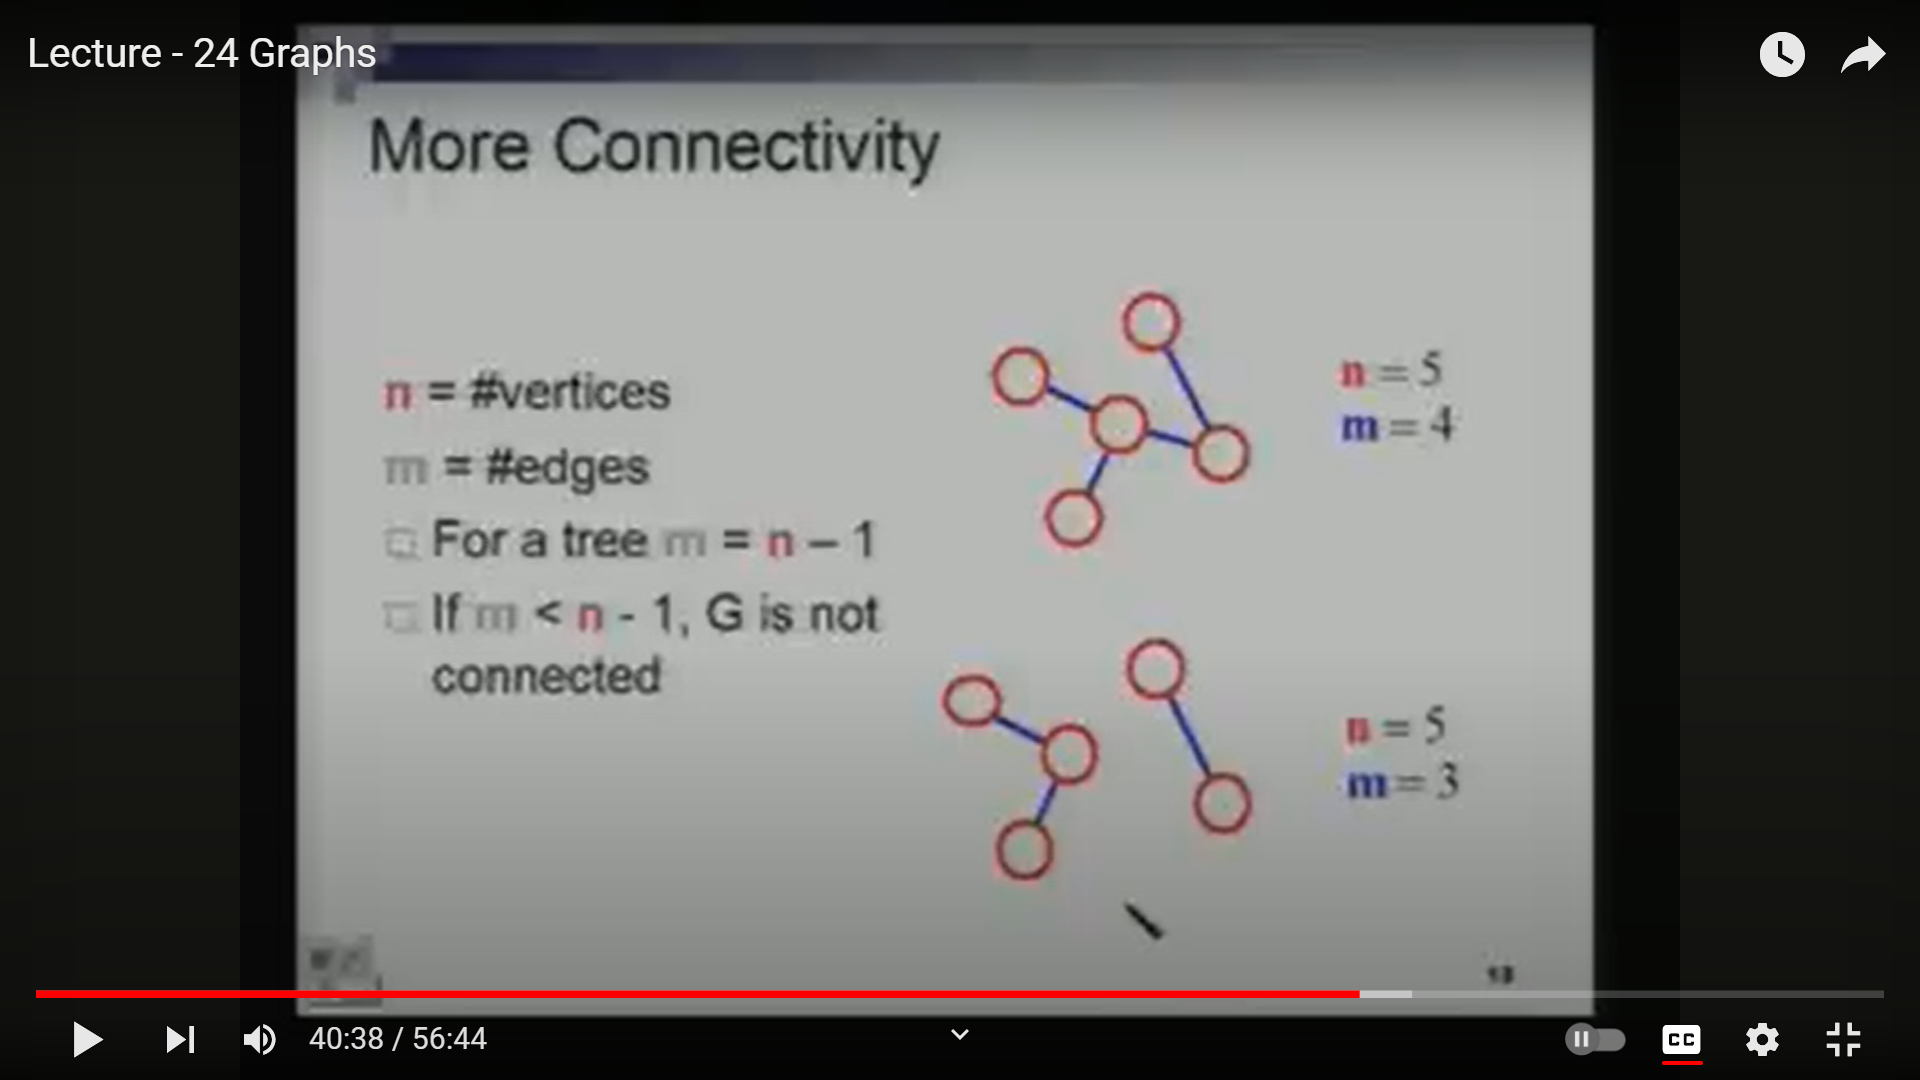 Lecture - 24 Graphs
More Connectivity
n = #vertices
m = #edges
For a tree m = n – 1
If m < n - 1, G is not
connected
n = 5
m = 4
n = 5
m = 3
40:38 / 56:44
CC